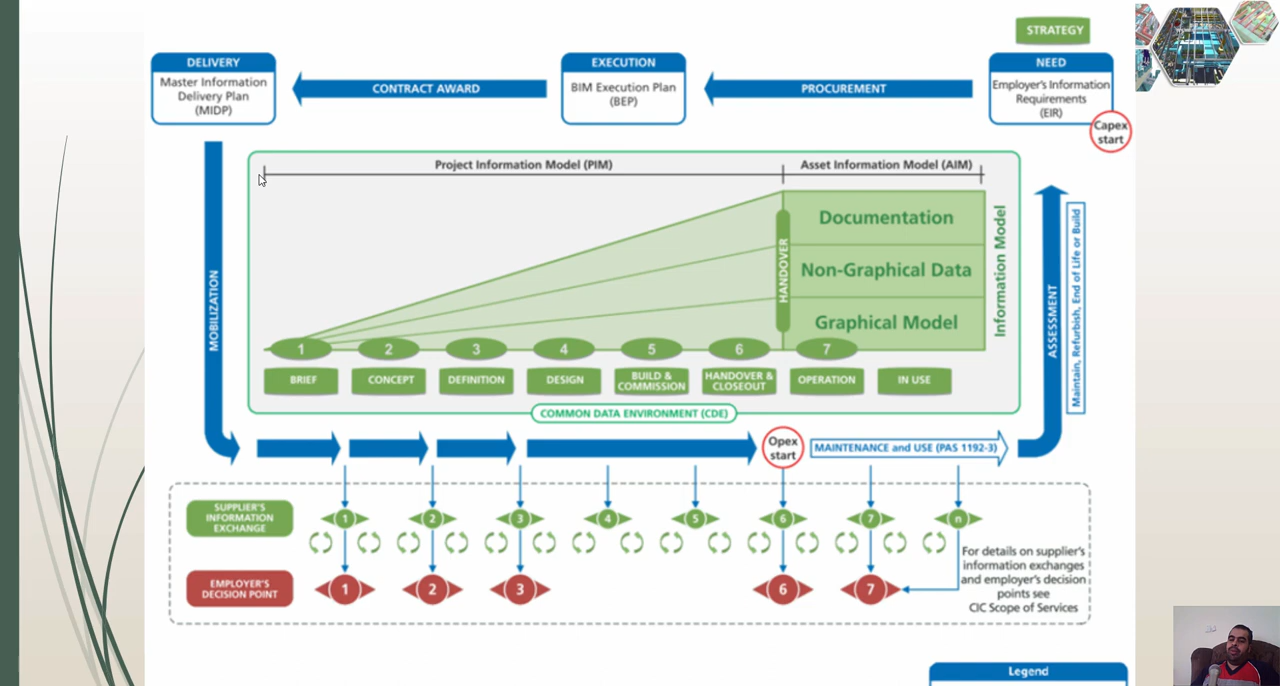 STRATEGY
DELIVERY
Master Information
Delivery Plan
(MIDP)
CONTRACT AWARD
EXECUTION
BIM Execution Plan
(BEP)
PROCUREMENT
NEED
Employer's Information
Requirements
(EIR)
Capex
start
Project Information Model (PIM)
Asset Information Model (AIM)
MOBILIZATION
HANDOVER
Documentation
Non-Graphical Data
Graphical Model
Information Model
ASSESSMENT
Maintain, Refurbish, End of Life or Build
1
2
3
4
5
6
7
BRIEF
CONCEPT
DEFINITION
DESIGN
BUILD &
COMMISSION
HANDOVER &
CLOSEOUT
OPERATION
IN USE
COMMON DATA ENVIRONMENT (CDE)
Opex
start
MAINTENANCE and USE (PAS 1192-3)
SUPPLIER'S
INFORMATION
EXCHANGE
1
2
3
4
5
6
7
n
For details on supplier's
information exchanges
and employer's decision
points see
CIC Scope of Services
EMPLOYER'S
DECISION POINT
1
2
3
6
7
Legend